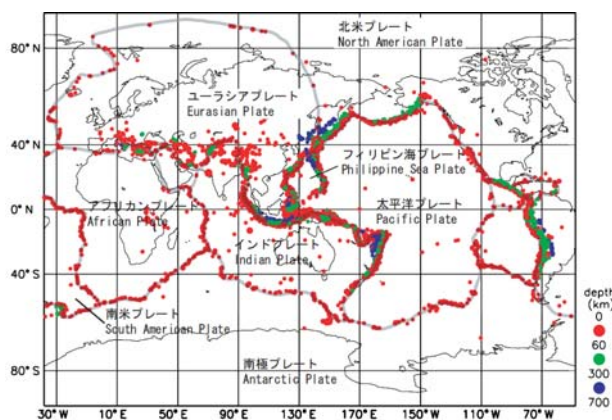 北米プレート
North American Plate
80° N
ユーラシアプレート
Eurasian Plate
40° N
フィリピン海プレート
Philippine Sea Plate
アフリカンプレート
African Plate
太平洋プレート
Pacific Plate
0° N
インドプレート
Indian Plate
40° S
南米プレート
South American Plate
南極プレート
Antarctic Plate
80° S
30° W
10° E
50° E
90° E
130° E
170° E
150° W
110° W
70° W
depth
(km)
0
60
300
700